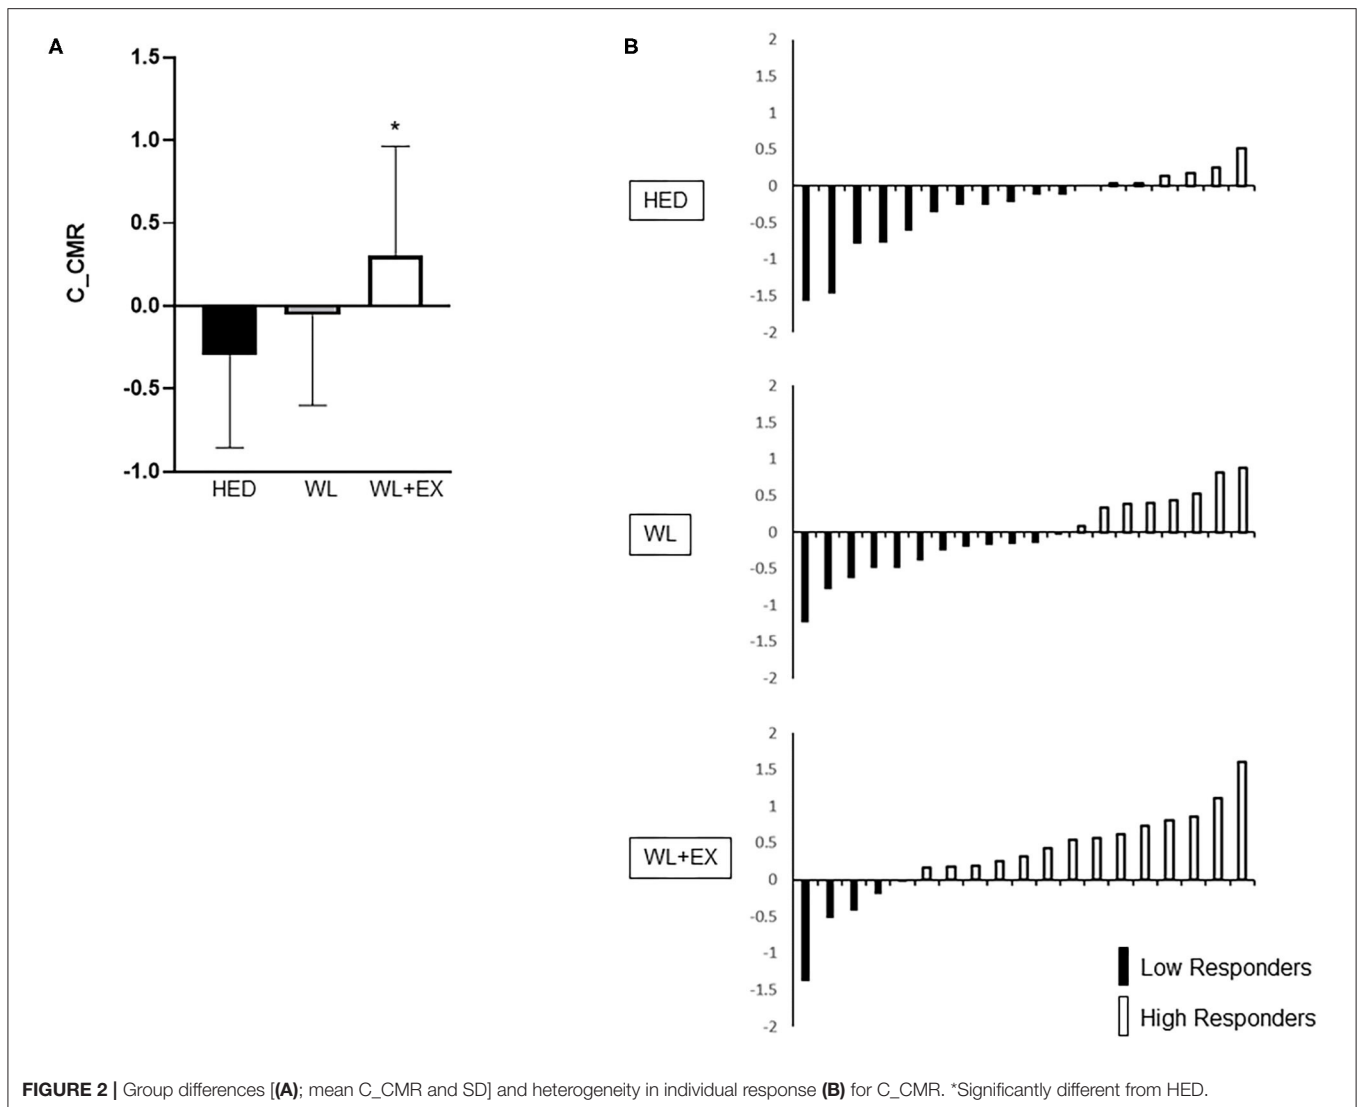 A
1.5
1.0
0.5
0.0
-0.5
-1.0
C_CMR
*
HED
WL
WL+EX
B
2
1.5
1
0.5
0
-0.5
-1
-1.5
-2
HED
2
1.5
1
0.5
0
-0.5
-1
-1.5
-2
WL
2
1.5
1
0.5
0
-0.5
-1
-1.5
-2
WL+EX
Low Responders
High Responders
FIGURE 2 | Group differences [(A); mean C_CMR and SD] and heterogeneity in individual response (B) for C_CMR. *Significantly different from HED.